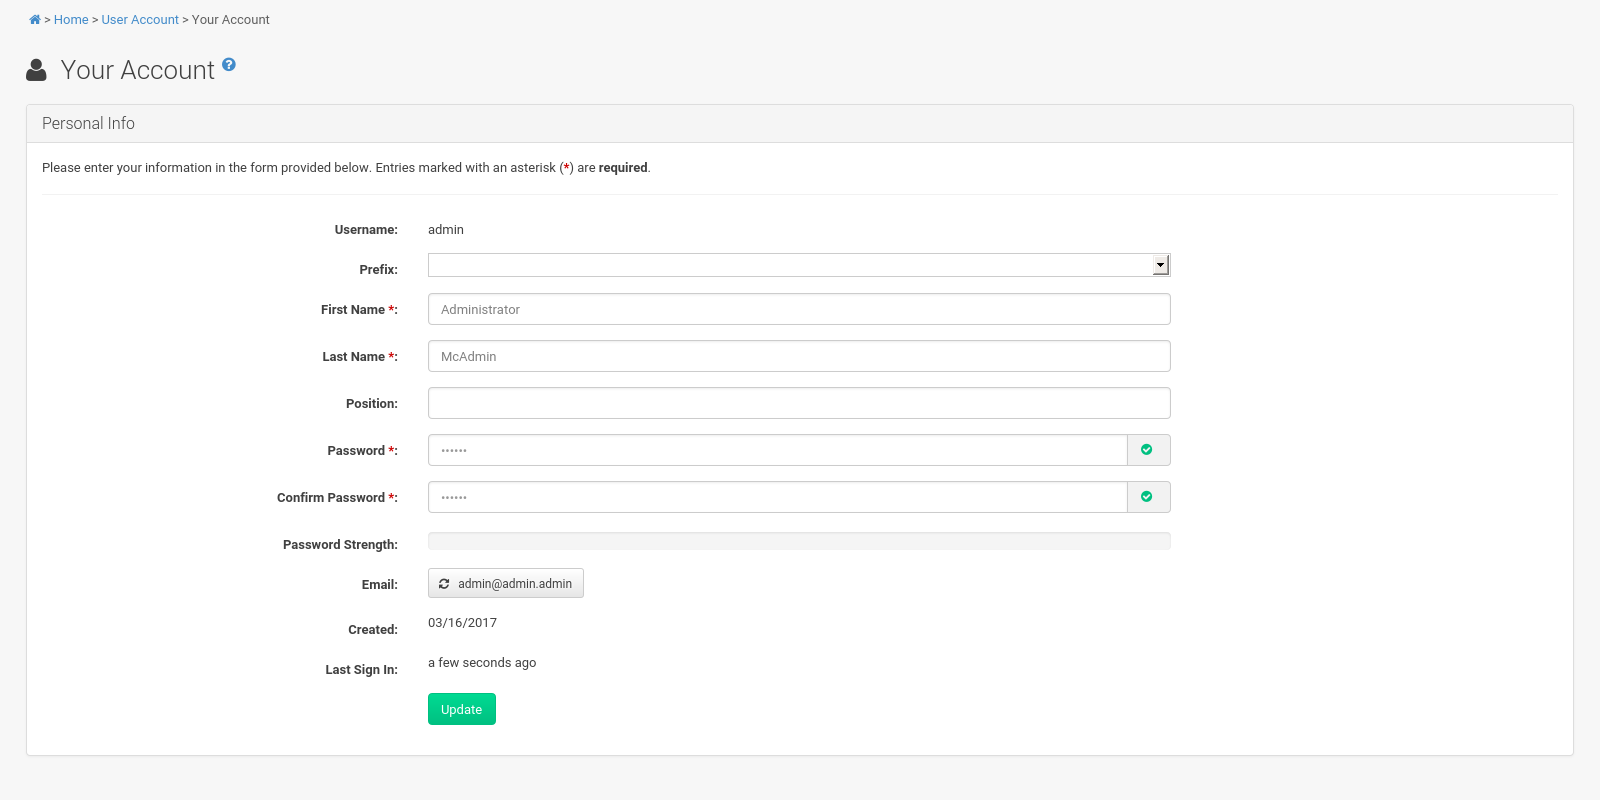 > Home > User Account > Your Account
Your Account
Personal Info
Please enter your information in the form provided below. Entries marked with an asterisk (*) are required.
Username: admin
Prefix:
First Name *: Administrator
Last Name *: McAdmin
Position:
Password *: ••••••
Confirm Password *: ••••••
Password Strength:
Email: admin@admin.admin
Created: 03/16/2017
Last Sign In: a few seconds ago
Update